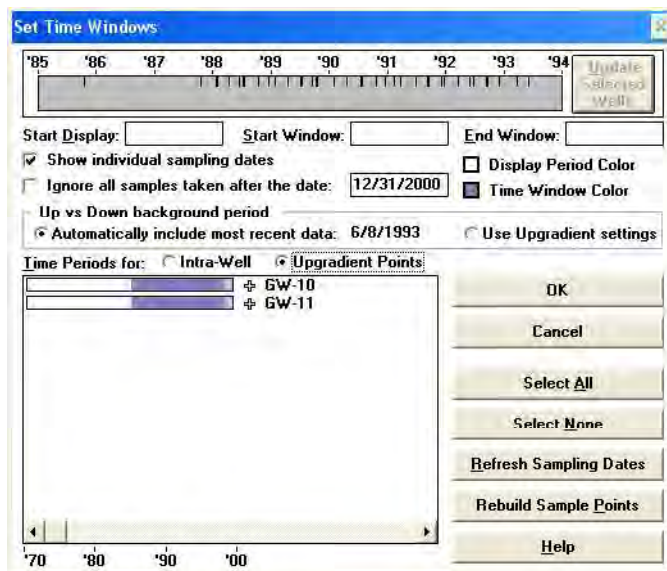 Set Time Windows
'85 '86 '87 '88 '89 '90 '91 '92 '93 '94
Update
Selected
Wells
Start Display: Start Window: End Window:
Show individual sampling dates
Display Period Color
Ignore all samples taken after the date: 12/31/2000
Time Window Color
Up vs Down background period
Automatically include most recent data: 6/8/1993
Use Upgradient settings
Time Periods for: Intra-Well Upgradient Points
GW-10
GW-11
OK
Cancel
Select All
Select None
Refresh Sampling Dates
Rebuild Sample Points
Help
'70 '80 '90 '00